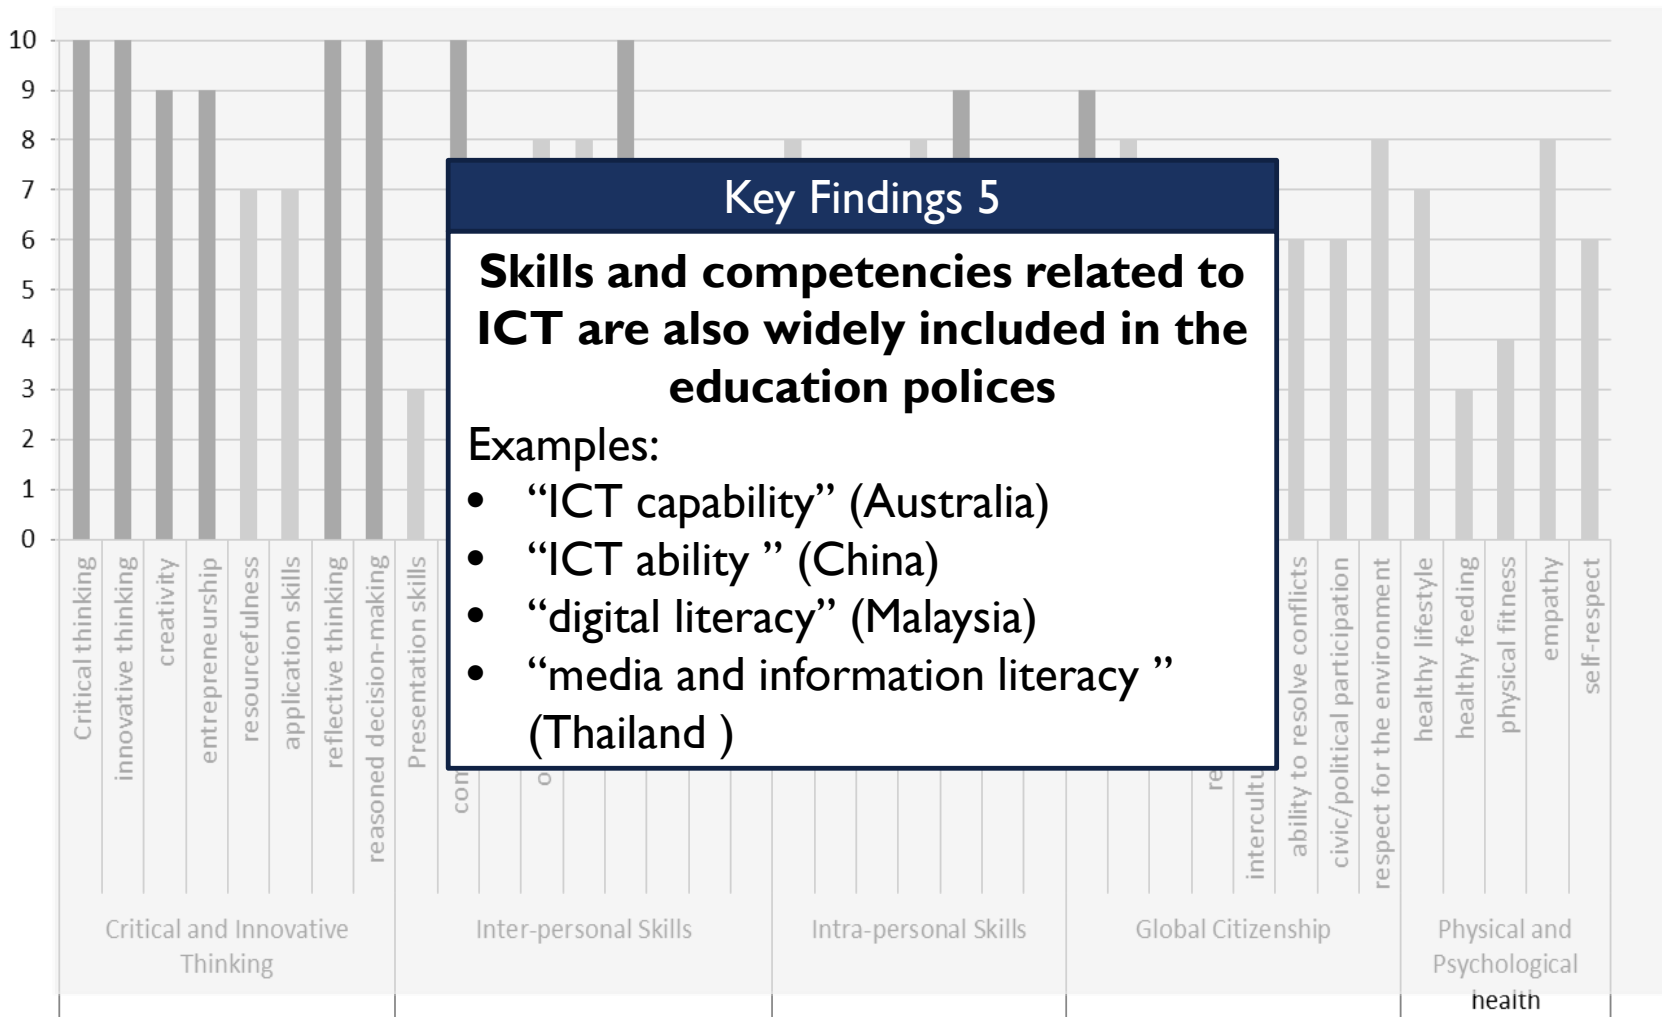 10
9
8
7
6
5
4
3
2
1
0
Key Findings 5
Skills and competencies related to
ICT are also widely included in the
education polices
Examples:
• “ICT capability” (Australia)
• “ICT ability ” (China)
• “digital literacy” (Malaysia)
• “media and information literacy ”
(Thailand )
Critical thinking
innovative thinking
creativity
entrepreneurship
resourcefulness
application skills
reflective thinking
reasoned decision-making
Presentation skills
ability to resolve conflicts
civic/political participation
respect for the environment
healthy lifestyle
healthy feeding
physical fitness
empathy
self-respect
Critical and Innovative
Thinking
Inter-personal Skills
Intra-personal Skills
Global Citizenship
Physical and
Psychological
health